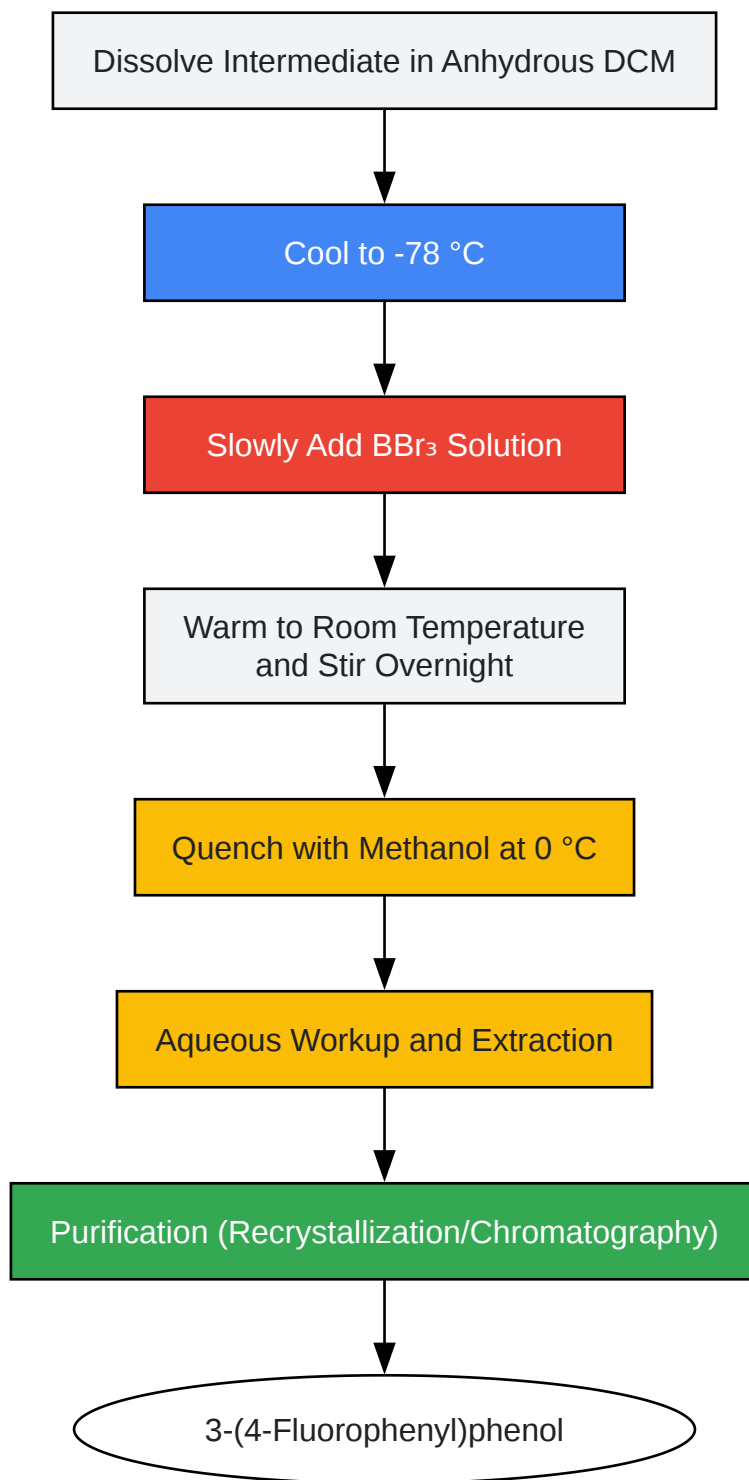 Dissolve Intermediate in Anhydrous DCM
Cool to -78 °C
Slowly Add BBr₃ Solution
Warm to Room Temperature
and Stir Overnight
Quench with Methanol at 0 °C
Aqueous Workup and Extraction
Purification (Recrystallization/Chromatography)
3-(4-Fluorophenyl)phenol